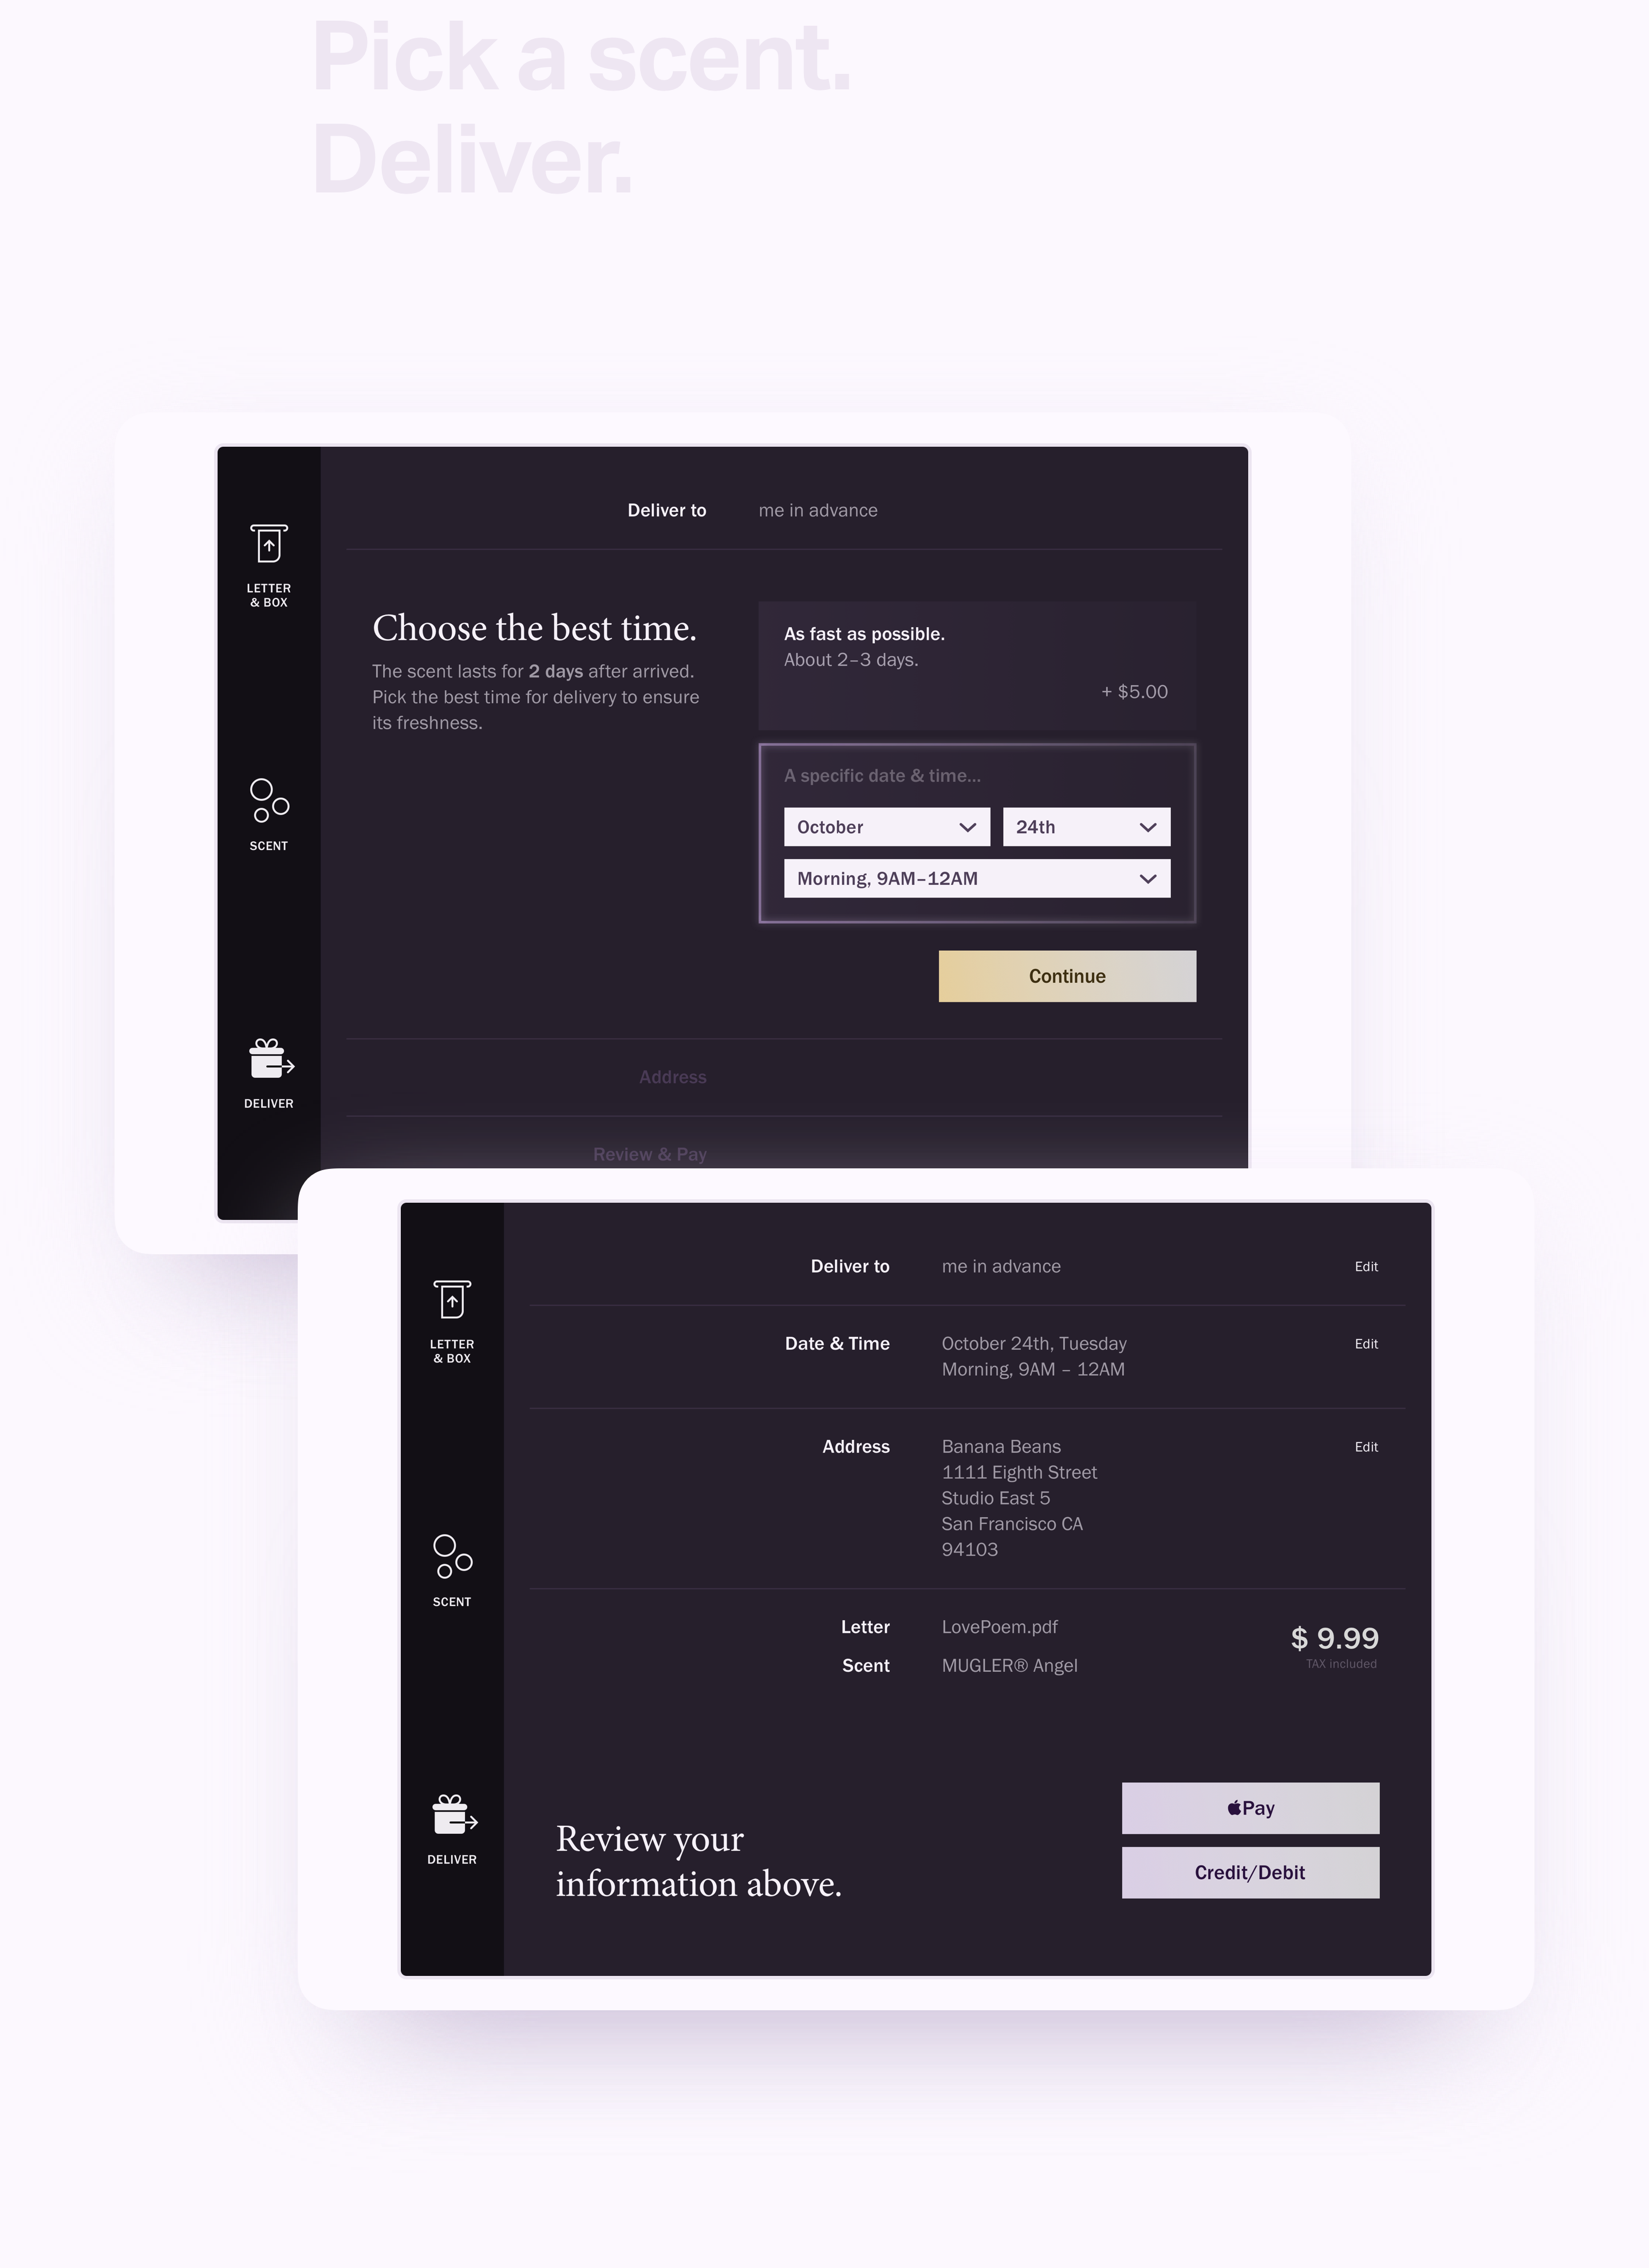 Pick a scent.
Deliver.
LETTER
& BOX
SCENT
DELIVER
Deliver to me in advance
Choose the best time.
The scent lasts for 2 days after arrived.
Pick the best time for delivery to ensure
its freshness.
As fast as possible.
About 2–3 days.
+ $5.00
A specific date & time...
October 24th
Morning, 9AM–12AM
Continue
Address
Review & Pay
LETTER
& BOX
SCENT
DELIVER
Deliver to me in advance Edit
Date & Time October 24th, Tuesday Edit
Morning, 9AM – 12AM
Address Banana Beans Edit
1111 Eighth Street
Studio East 5
San Francisco CA
94103
Letter LovePoem.pdf $ 9.99
Scent MUGLER® Angel TAX included
Review your
information above.
Pay
Credit/Debit